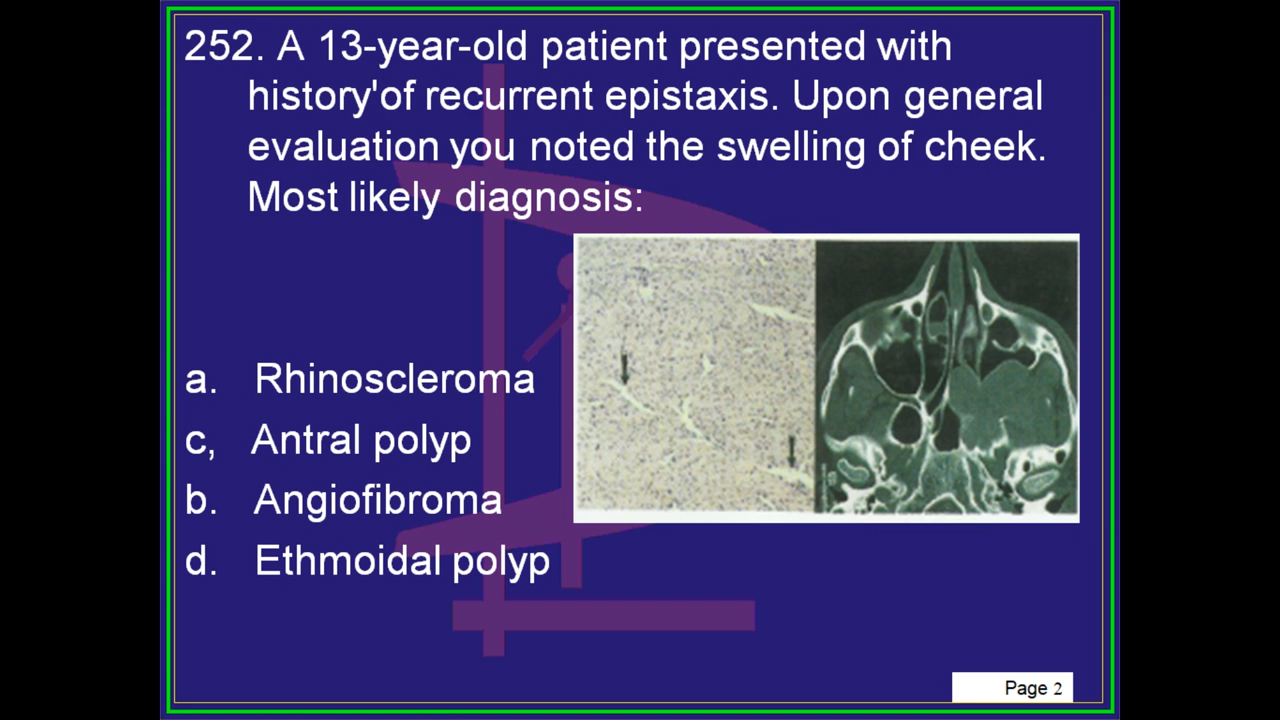 252. A 13-year-old patient presented with
history'of recurrent epistaxis. Upon general
evaluation you noted the swelling of cheek.
Most likely diagnosis:
a. Rhinoscleroma
c, Antral polyp
b. Angiofibroma
d. Ethmoidal polyp
Page 2